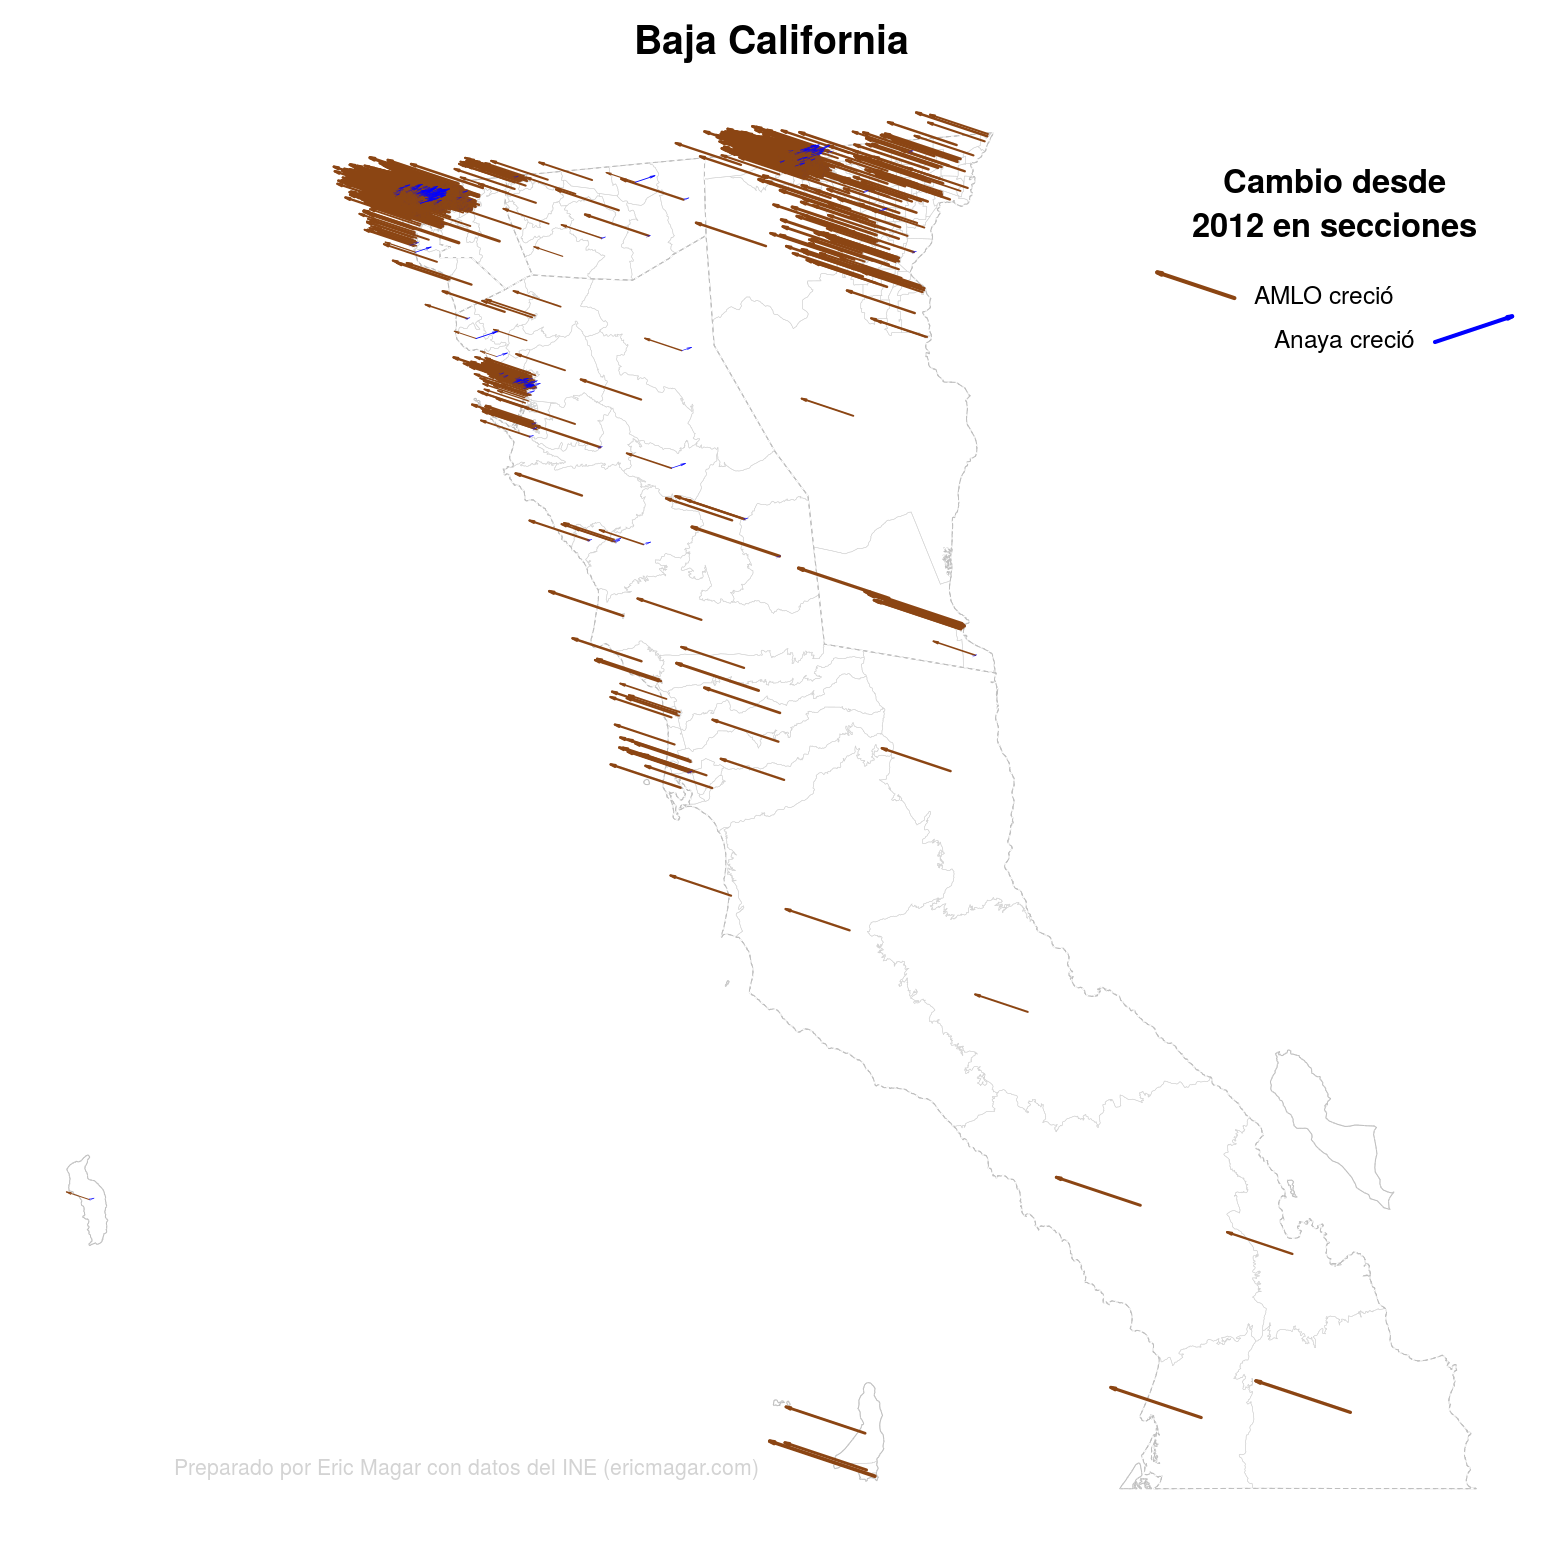 Baja California
Cambio desde
2012 en secciones
AMLO creció
Anaya creció
Preparado por Eric Magar con datos del INE (ericmagar.com)